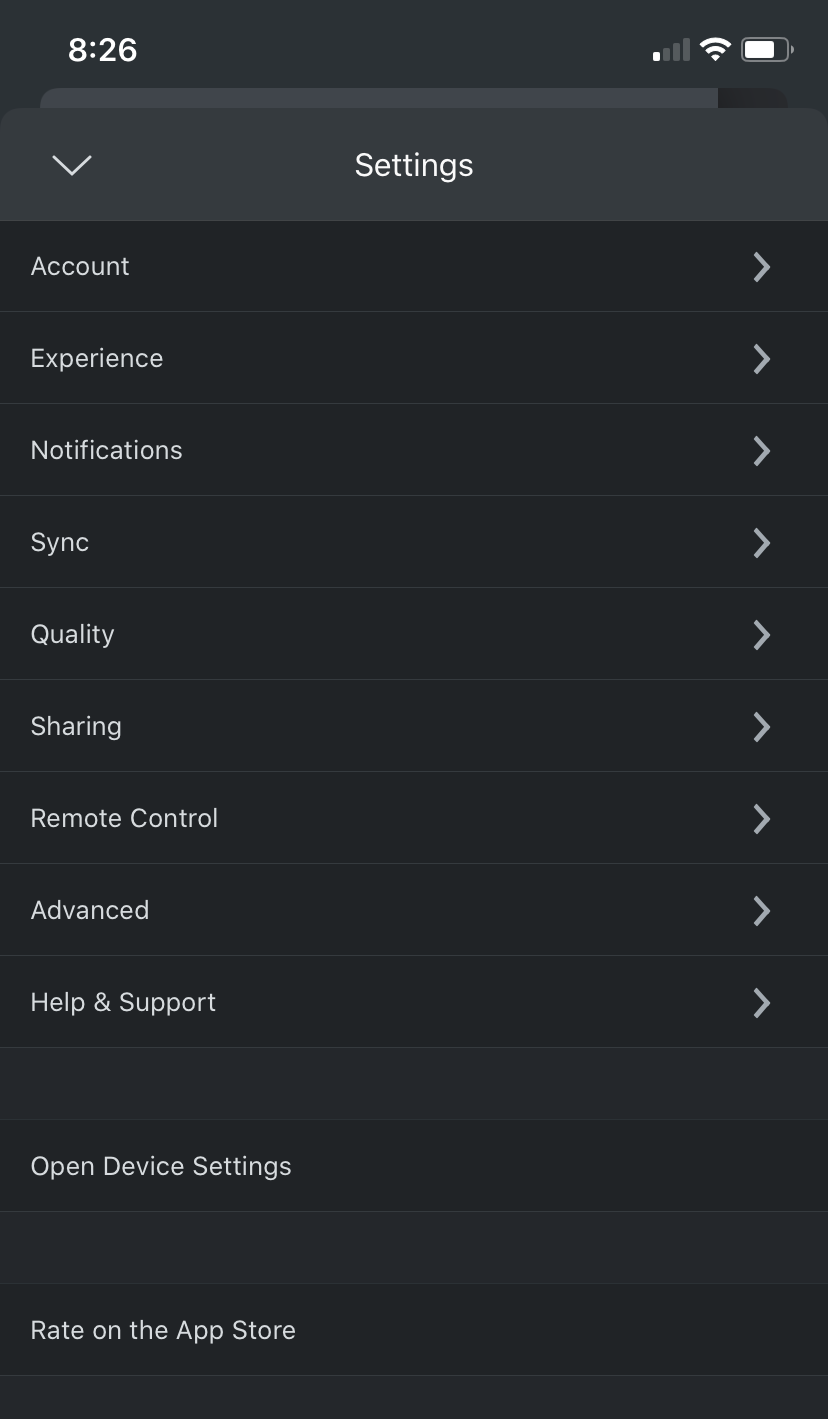 8:26
Settings
Account
Experience
Notifications
Sync
Quality
Sharing
Remote Control
Advanced
Help & Support
Open Device Settings
Rate on the App Store